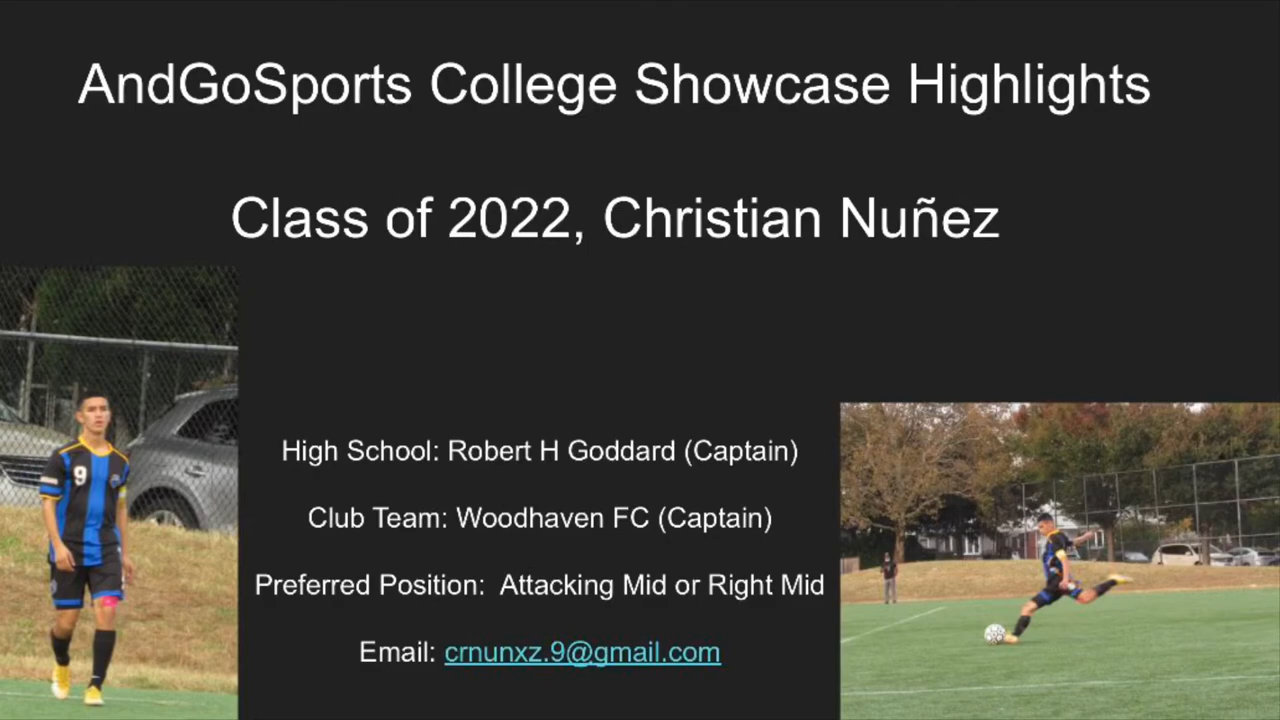 AndGoSports College Showcase Highlights
Class of 2022, Christian Nuñez
9
High School: Robert H Goddard (Captain)
Club Team: Woodhaven FC (Captain)
Preferred Position: Attacking Mid or Right Mid
Email: crnunxz.9@gmail.com